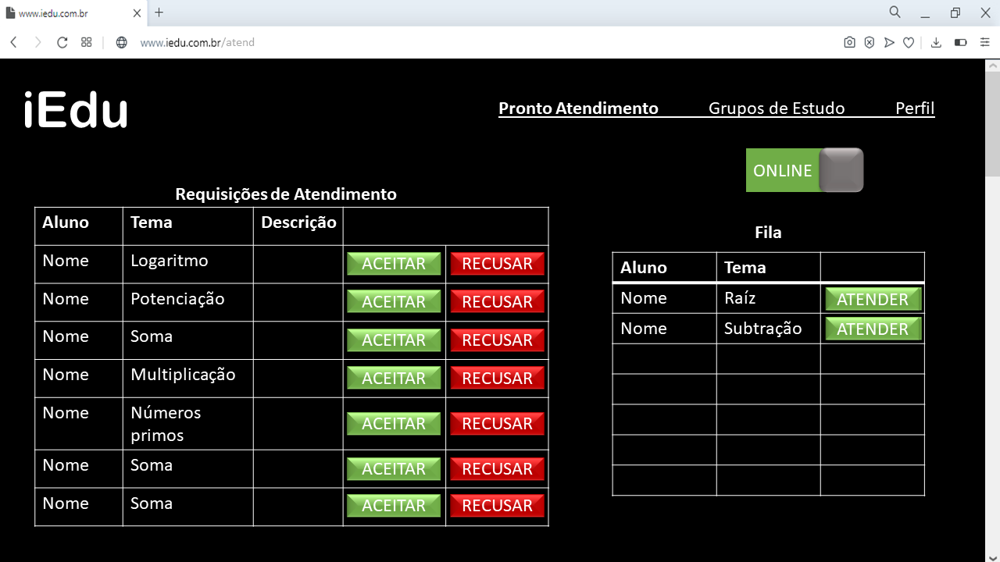 www.iedu.com.br
www.iedu.com.br/atend
iEdu
Pronto Atendimento Grupos de Estudo Perfil
ONLINE
Requisições de Atendimento
Aluno Tema Descrição
Nome Logaritmo ACEITAR RECUSAR
Nome Potenciação ACEITAR RECUSAR
Nome Soma ACEITAR RECUSAR
Nome Multiplicação ACEITAR RECUSAR
Nome Números ACEITAR RECUSAR
primos
Nome Soma ACEITAR RECUSAR
Nome Soma ACEITAR RECUSAR
Fila
Aluno Tema
Nome Raíz ATENDER
Nome Subtração ATENDER